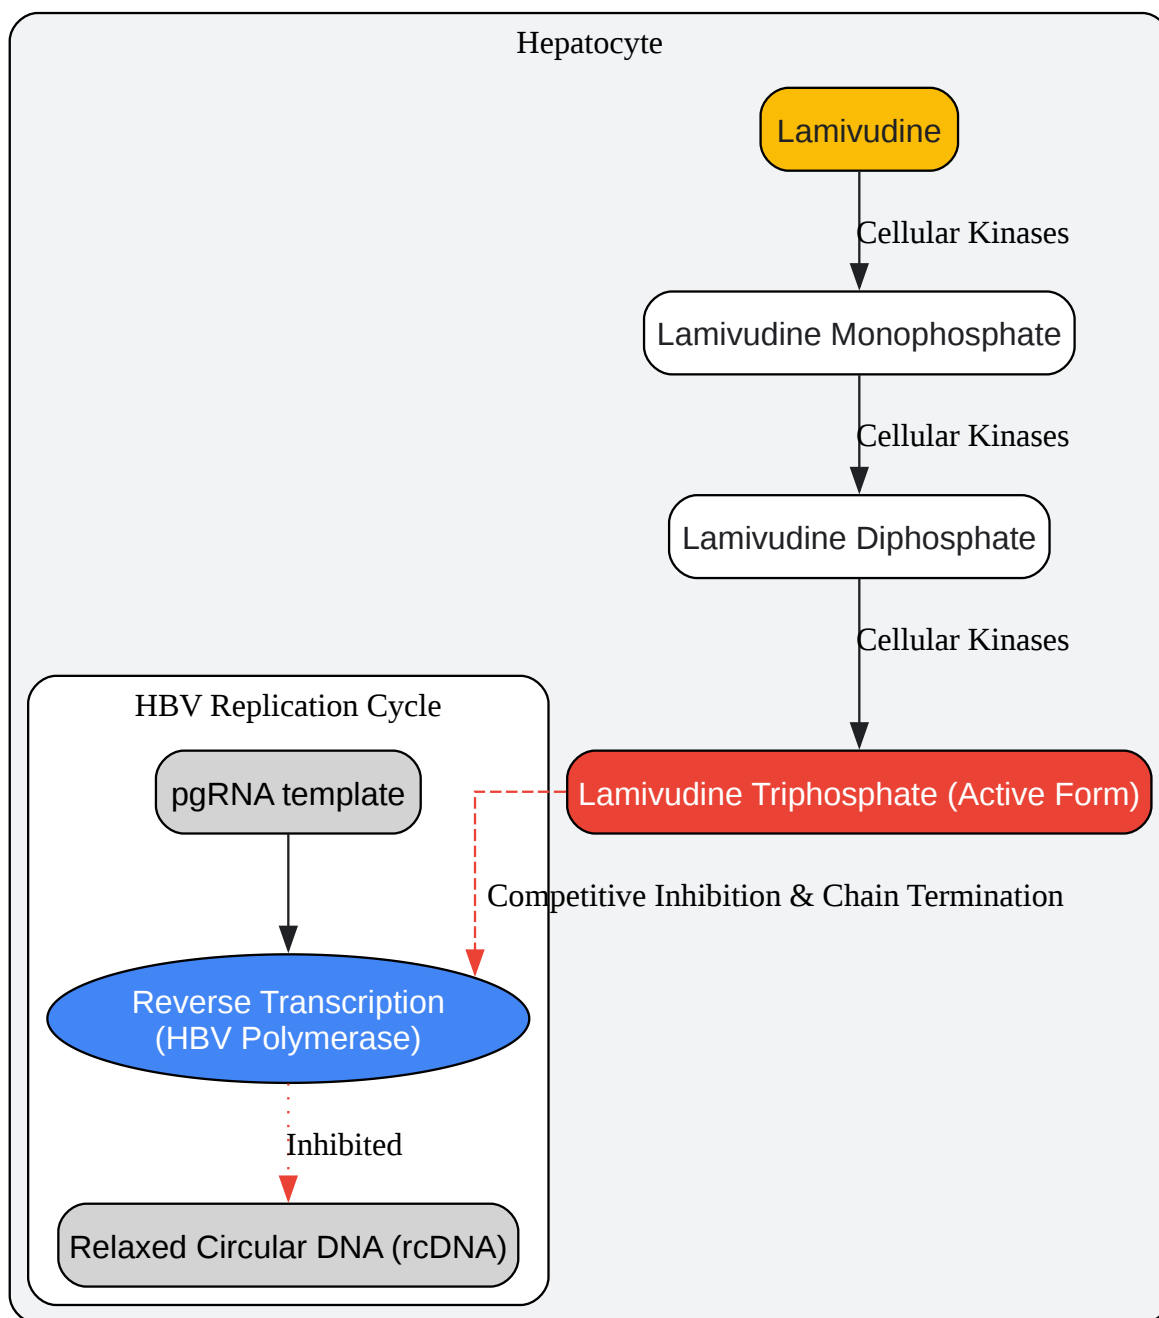 Hepatocyte
Lamivudine
Cellular Kinases
Lamivudine Monophosphate
Cellular Kinases
Lamivudine Diphosphate
Cellular Kinases
HBV Replication Cycle
pgRNA template
Lamivudine Triphosphate (Active Form)
Competitive Inhibition & Chain Termination
Reverse Transcription
(HBV Polymerase)
Inhibited
Relaxed Circular DNA (rcDNA)